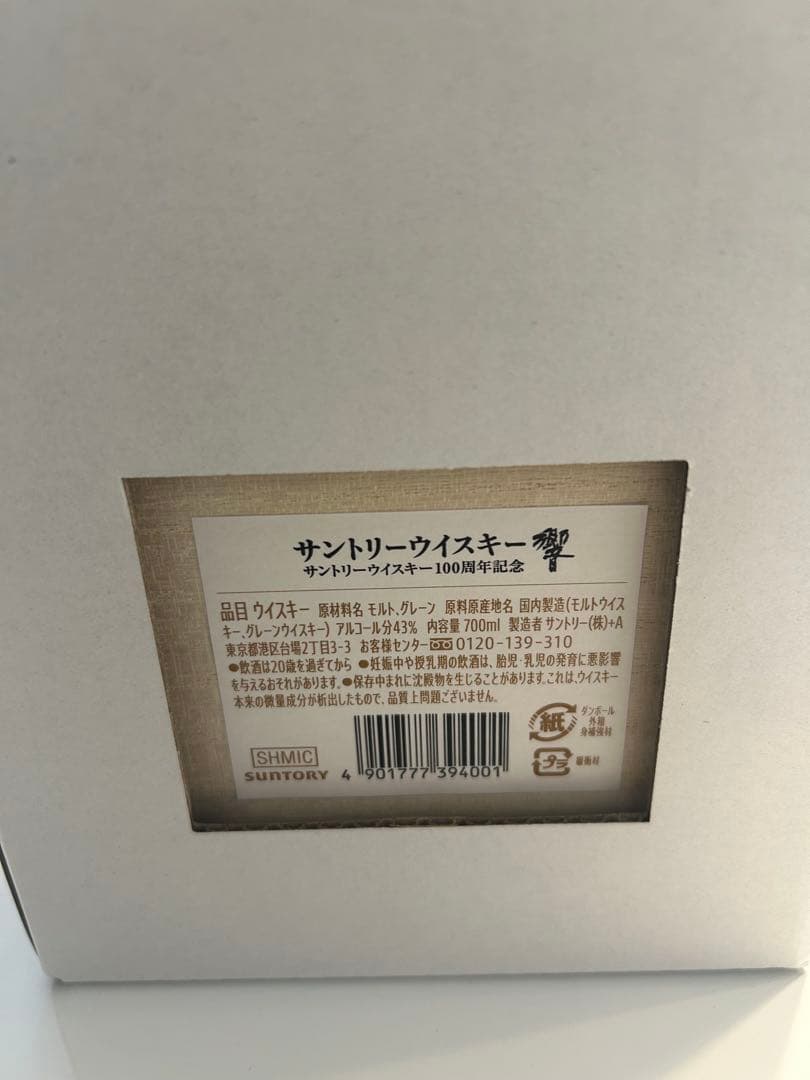 サントリーウイスキー 響
サントリーウイスキー100周年記念
品目 ウイスキー 原材料名 モルト、グレーン 原料原産地名 国内製造(モルトウイス
キー、グレーンウイスキー) アルコール分43% 内容量 700ml 製造者 サントリー(株)+A
東京都港区台場2丁目3-3 お客様センター 0120-139-310
●飲酒は20歳を過ぎてから ●妊娠中や授乳期の飲酒は、胎児・乳児の発育に悪影響
を与えるおそれがあります。●保存中まれに沈殿物を生じることがあります。これは、ウイスキー
本来の微量成分が析出したもので、品質上問題ございません。
SHMIC
SUNTORY
4 901777 394001
紙
ダンボール
外箱
身補強材
プラ
緩衝材